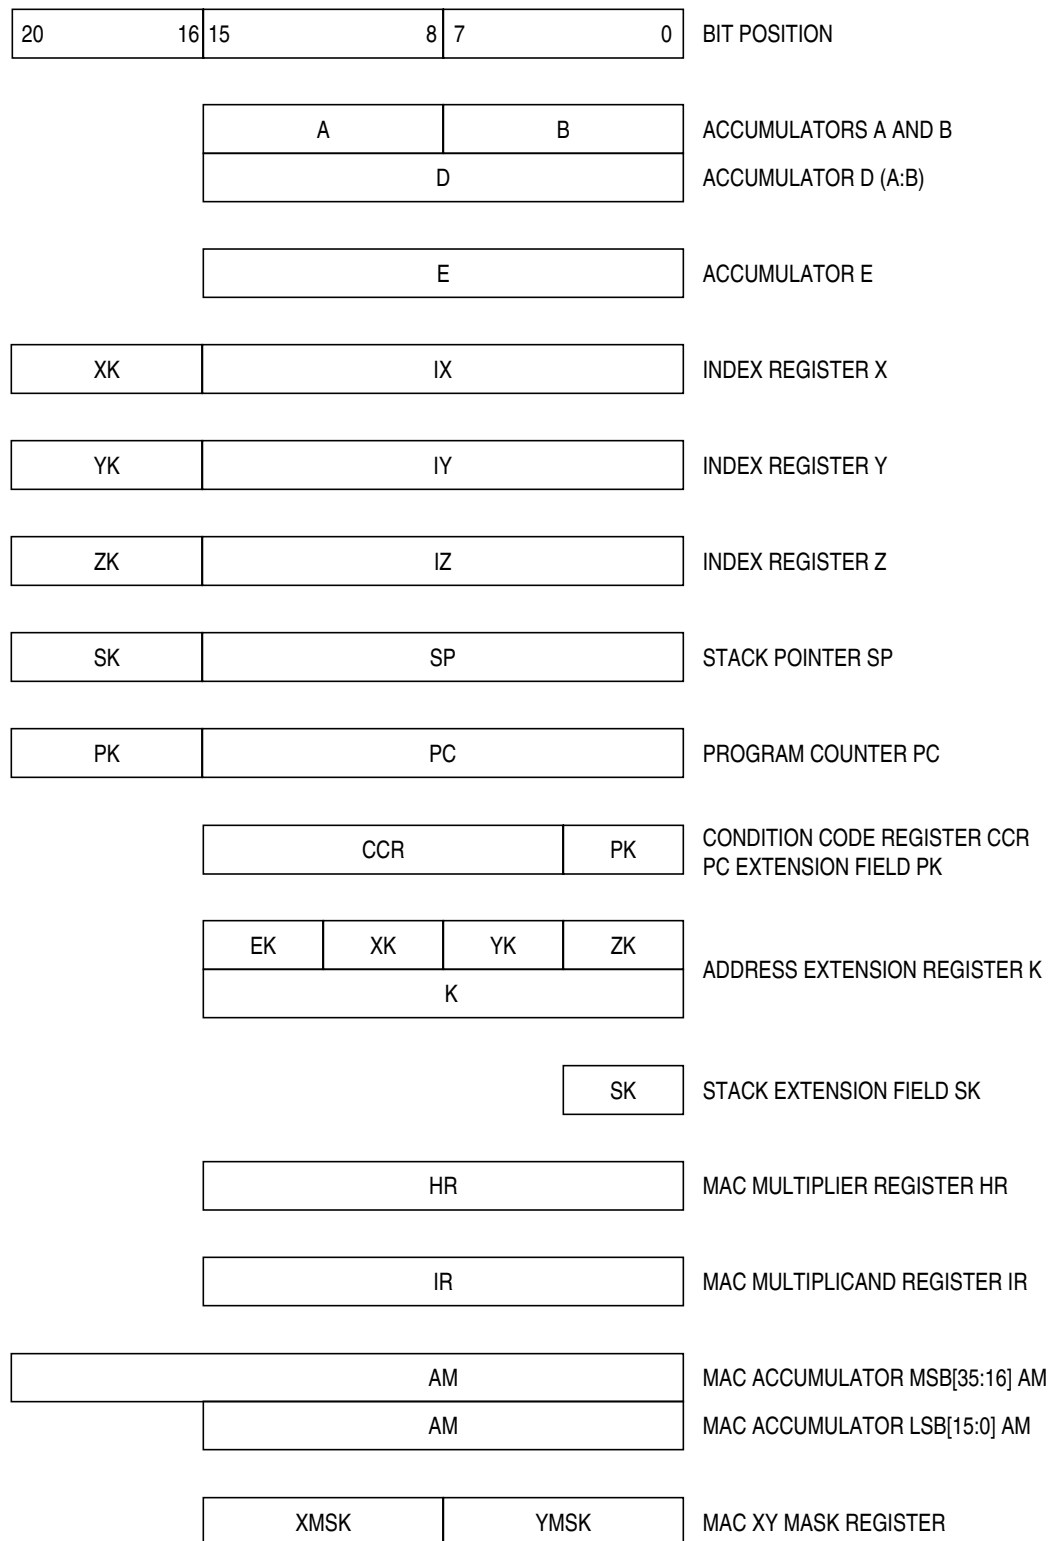 20 16 15 8 7 0 BIT POSITION
A B ACCUMULATORS A AND B
D ACCUMULATOR D (A:B)
E ACCUMULATOR E
XK IX INDEX REGISTER X
YK IY INDEX REGISTER Y
ZK IZ INDEX REGISTER Z
SK SP STACK POINTER SP
PK PC PROGRAM COUNTER PC
CCR PK CONDITION CODE REGISTER CCR
PC EXTENSION FIELD PK
EK XK YK ZK
ADDRESS EXTENSION REGISTER K
K
SK STACK EXTENSION FIELD SK
HR MAC MULTIPLIER REGISTER HR
IR MAC MULTIPLICAND REGISTER IR
AM MAC ACCUMULATOR MSB[35:16] AM
AM MAC ACCUMULATOR LSB[15:0] AM
XMSK YMSK MAC XY MASK REGISTER